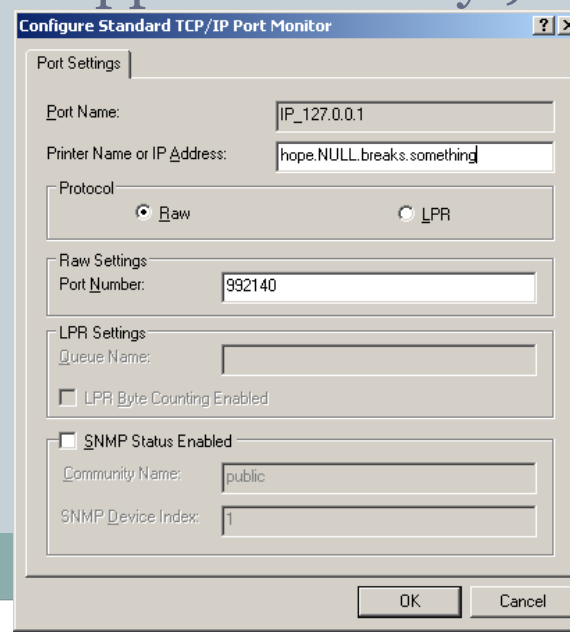 Configure Standard TCP/IP Port Monitor
Port Settings
Port Name: IP_127.0.0.1
Printer Name or IP Address: hope.NULL.breaks.something
Protocol
Raw LPR
Raw Settings
Port Number: 992140
LPR Settings
Queue Name:
LPR Byte Counting Enabled
SNMP Status Enabled
Community Name: public
SNMP Device Index: 1
OK Cancel